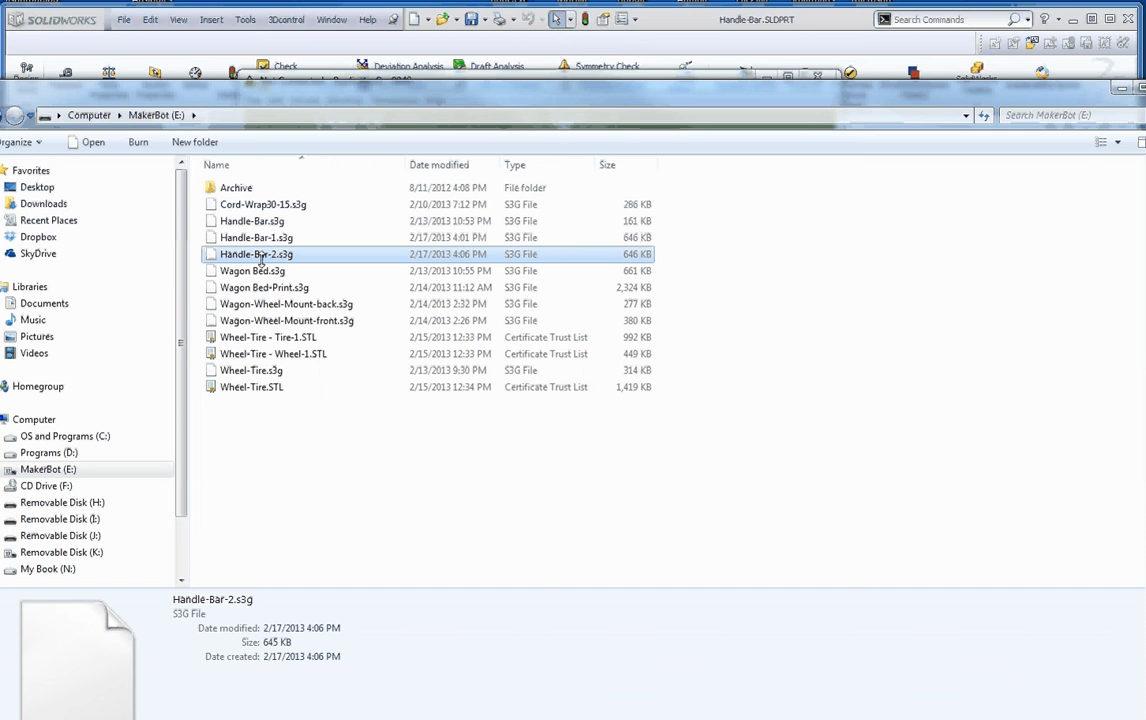 SOLIDWORKS File Edit View Insert Tools 3Dcontrol Window Help Handle-Bar.SLDPRT Search Commands
Check Deviation Analysis Draft Analysis Symmetry Check
Computer MakerBot (E:) Search MakerBot (E:)
rganize Open Burn New folder
Name Date modified Type Size
Favorites
Desktop
Downloads
Recent Places
Dropbox
SkyDrive
Libraries
Documents
Music
Pictures
Videos
Homegroup
Computer
OS and Programs (C:)
Programs (D:)
MakerBot (E:)
CD Drive (F:)
Removable Disk (H:)
Removable Disk (I:)
Removable Disk (J:)
Removable Disk (K:)
My Book (N:)
Archive 8/11/2012 4:08 PM File folder
Cord-Wrap30-15.s3g 2/10/2013 7:12 PM S3G File 286 KB
Handle-Bar.s3g 2/13/2013 10:53 PM S3G File 161 KB
Handle-Bar-1.s3g 2/17/2013 4:01 PM S3G File 646 KB
Handle-Bar-2.s3g 2/17/2013 4:06 PM S3G File 646 KB
Wagon Bed.s3g 2/13/2013 10:55 PM S3G File 661 KB
Wagon Bed-Print.s3g 2/14/2013 11:12 AM S3G File 2,324 KB
Wagon-Wheel-Mount-back.s3g 2/14/2013 2:32 PM S3G File 277 KB
Wagon-Wheel-Mount-front.s3g 2/14/2013 2:26 PM S3G File 380 KB
Wheel-Tire - Tire-1.STL 2/15/2013 12:33 PM Certificate Trust List 992 KB
Wheel-Tire - Wheel-1.STL 2/15/2013 12:33 PM Certificate Trust List 449 KB
Wheel-Tire.s3g 2/13/2013 9:30 PM S3G File 314 KB
Wheel-Tire.STL 2/15/2013 12:34 PM Certificate Trust List 1,419 KB
Handle-Bar-2.s3g
S3G File
Date modified: 2/17/2013 4:06 PM
Size: 645 KB
Date created: 2/17/2013 4:06 PM